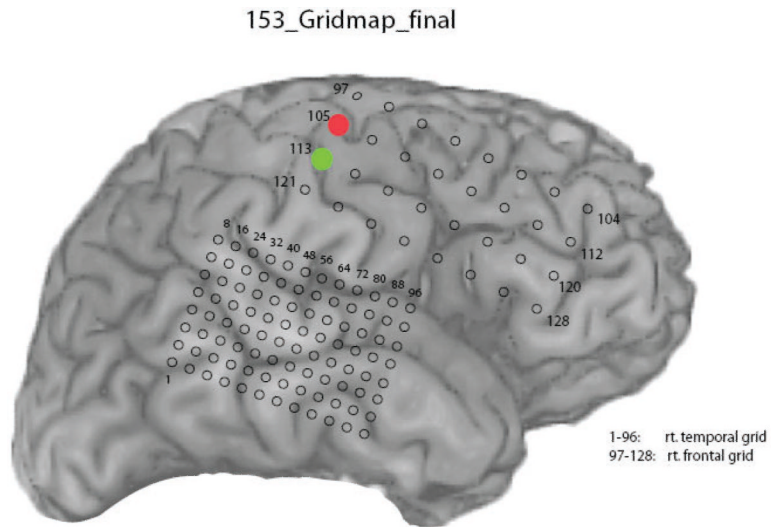 153_Gridmap_final
97
105
113
121
8 16 24 32 40 48 56 64 72 80 88 96
104
112
120
128
1
1-96: rt. temporal grid
97-128: rt. frontal grid